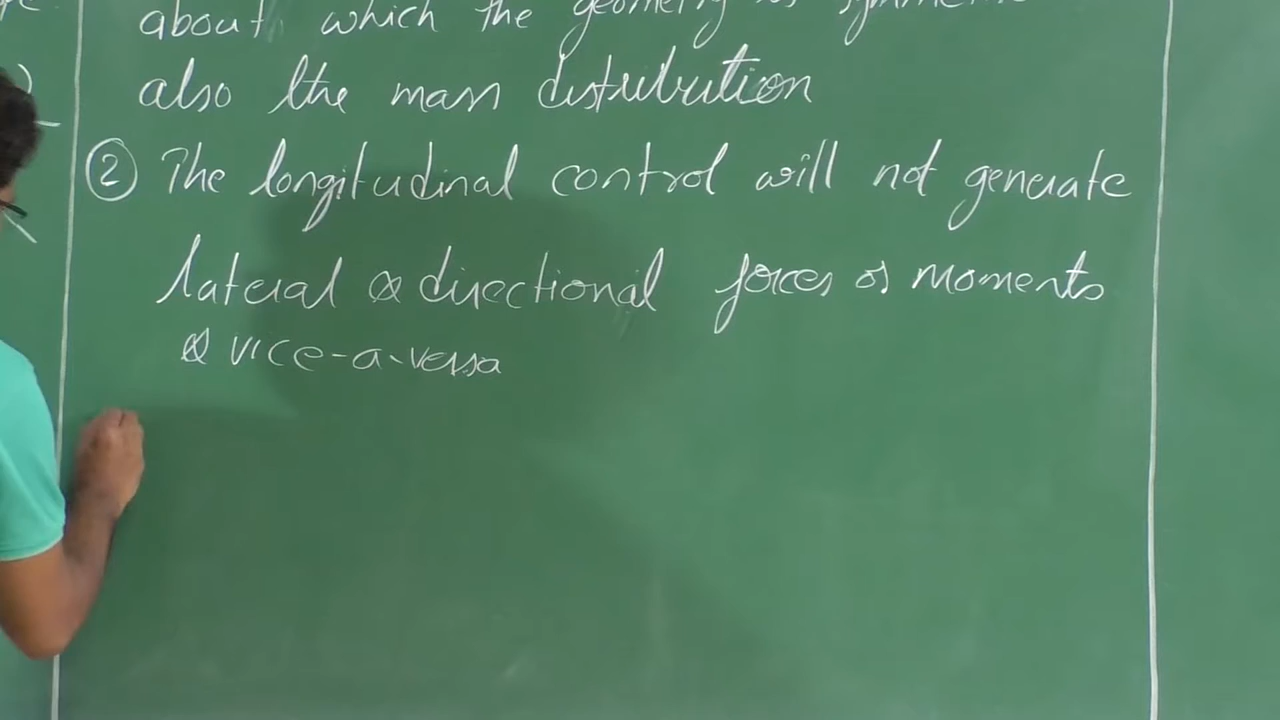 about which the geometry is symmetric
also the mass distribution
② The longitudinal control will not generate
lateral & directional forces or moments
& vice-a-versa